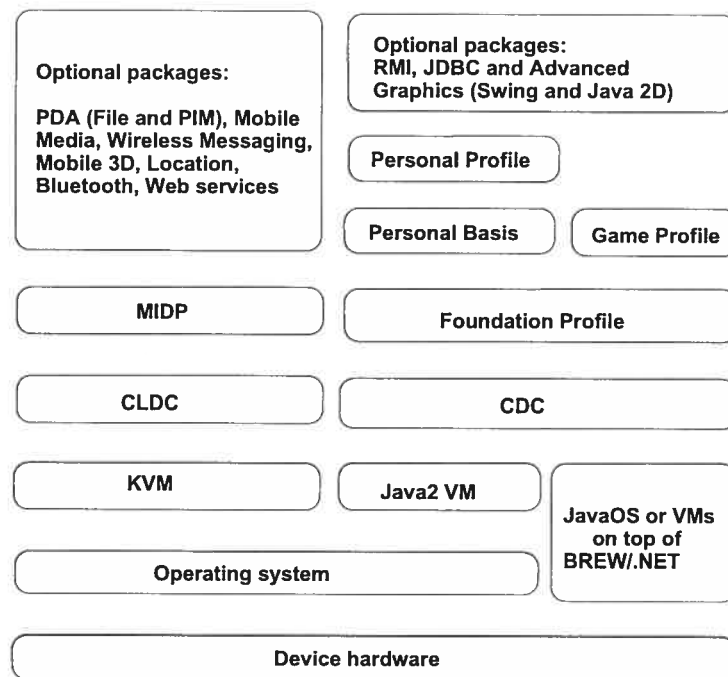 Optional packages:
PDA (File and PIM), Mobile
Media, Wireless Messaging,
Mobile 3D, Location,
Bluetooth, Web services
Optional packages:
RMI, JDBC and Advanced
Graphics (Swing and Java 2D)
Personal Profile
Personal Basis
Game Profile
MIDP
Foundation Profile
CLDC
CDC
KVM
Java2 VM
JavaOS or VMs
on top of
BREW/.NET
Operating system
Device hardware